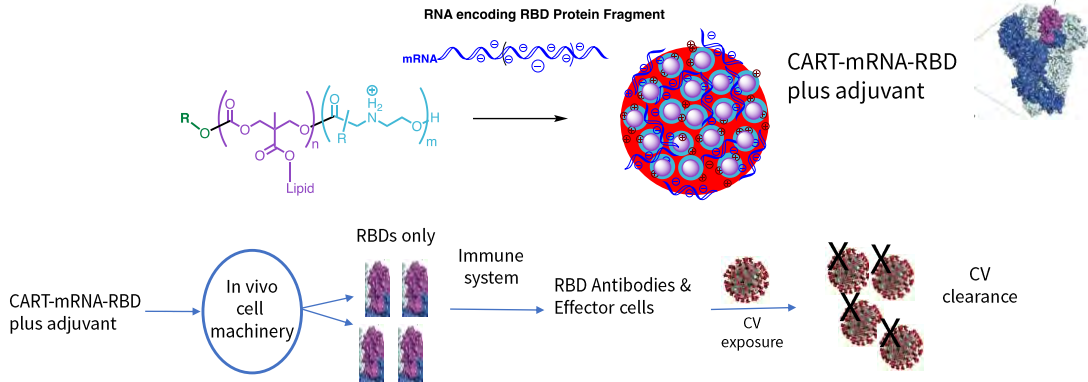 RNA encoding RBD Protein Fragment
mRNA
CART-mRNA-RBD
plus adjuvant
R
O
O
O
O
n
O
O
Lipid
O
R
⊕
H2
N
O
H
m
RBDs only
CART-mRNA-RBD
plus adjuvant
In vivo
cell
machinery
Immune
system
RBD Antibodies &
Effector cells
CV
exposure
X
X
X
X
CV
clearance